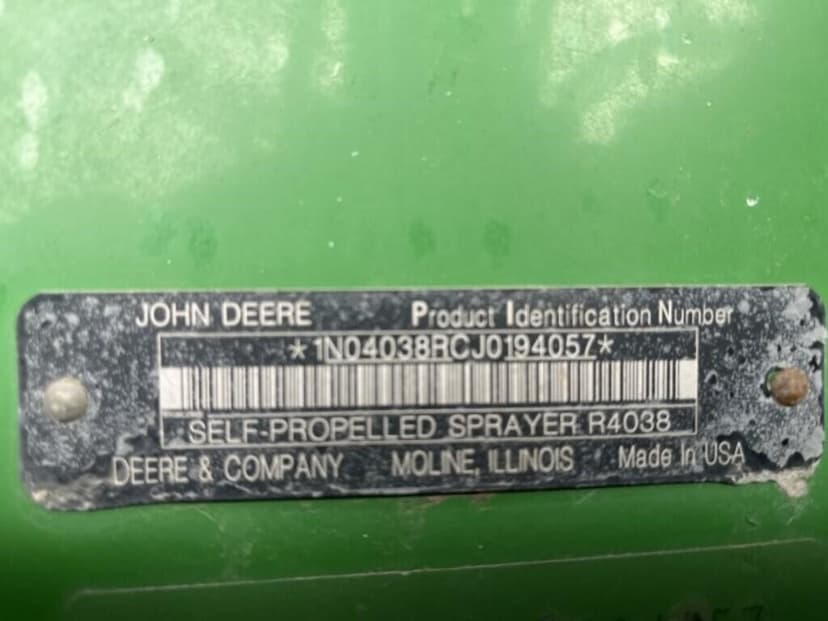 JOHN DEERE Product Identification Number
*1N04038RCJ0194057*
SELF-PROPELLED SPRAYER R4038
DEERE & COMPANY MOLINE, ILLINOIS Made In USA